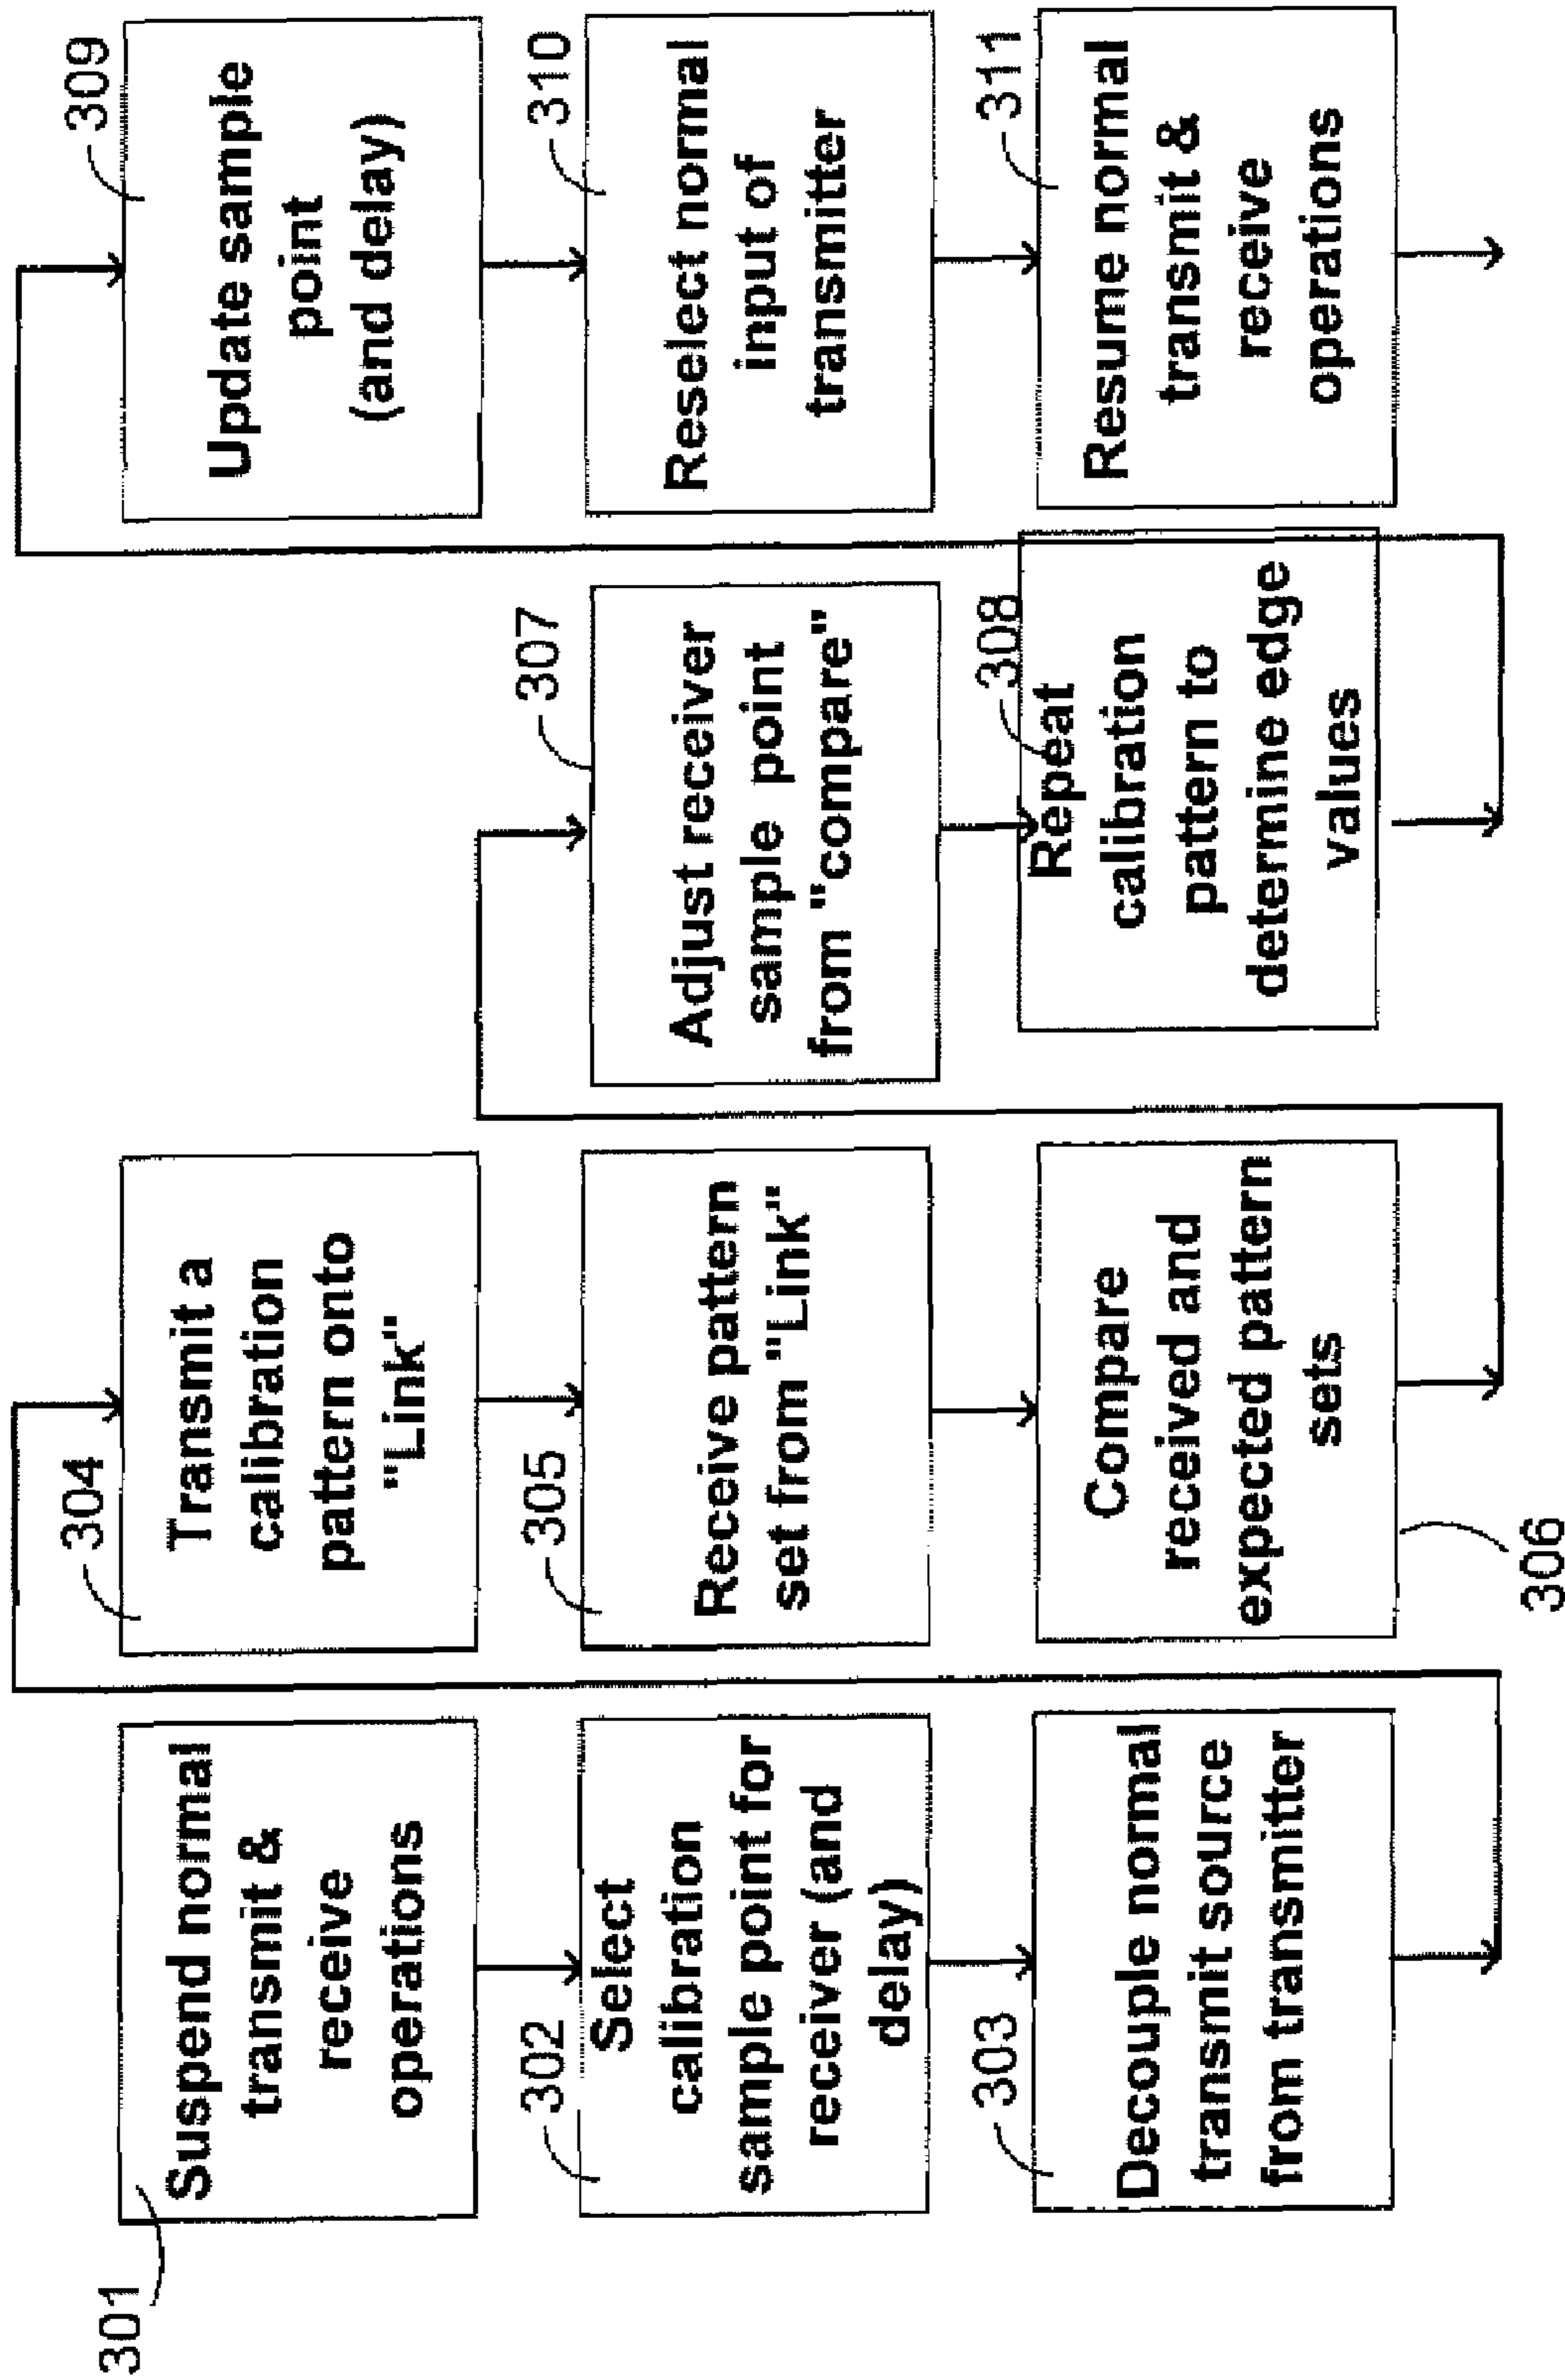 301
Suspend normal
transmit &
receive
operations
302
Select
calibration
sample point for
receiver (and
delay)
303
Decouple normal
transmit source
from transmitter
304
Transmit a
calibration
pattern onto
"Link"
305
Receive pattern
set from "Link"
Compare
received and
expected pattern
sets
306
307
Adjust receiver
sample point
from "compare"
308
Repeat
calibration
pattern to
determine edge
values
309
Update sample
point
(and delay)
310
Reselect normal
input of
transmitter
311
Resume normal
transmit &
receive
operations